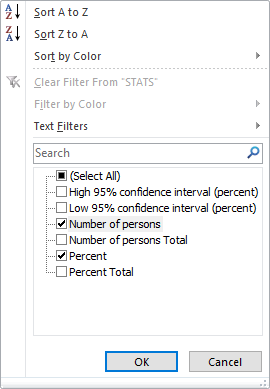 Sort A to Z
Sort Z to A
Sort by Color
Clear Filter From "STATS"
Filter by Color
Text Filters
Search
(Select All)
High 95% confidence interval (percent)
Low 95% confidence interval (percent)
Number of persons
Number of persons Total
Percent
Percent Total
OK
Cancel